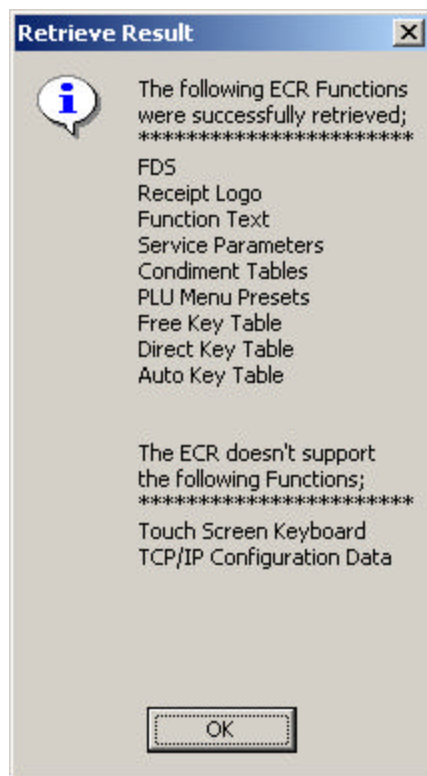 Retrieve Result
The following ECR Functions
were successfully retrieved;
***********************
FDS
Receipt Logo
Function Text
Service Parameters
Condiment Tables
PLU Menu Presets
Free Key Table
Direct Key Table
Auto Key Table
The ECR doesn't support
the following Functions;
***********************
Touch Screen Keyboard
TCP/IP Configuration Data
OK